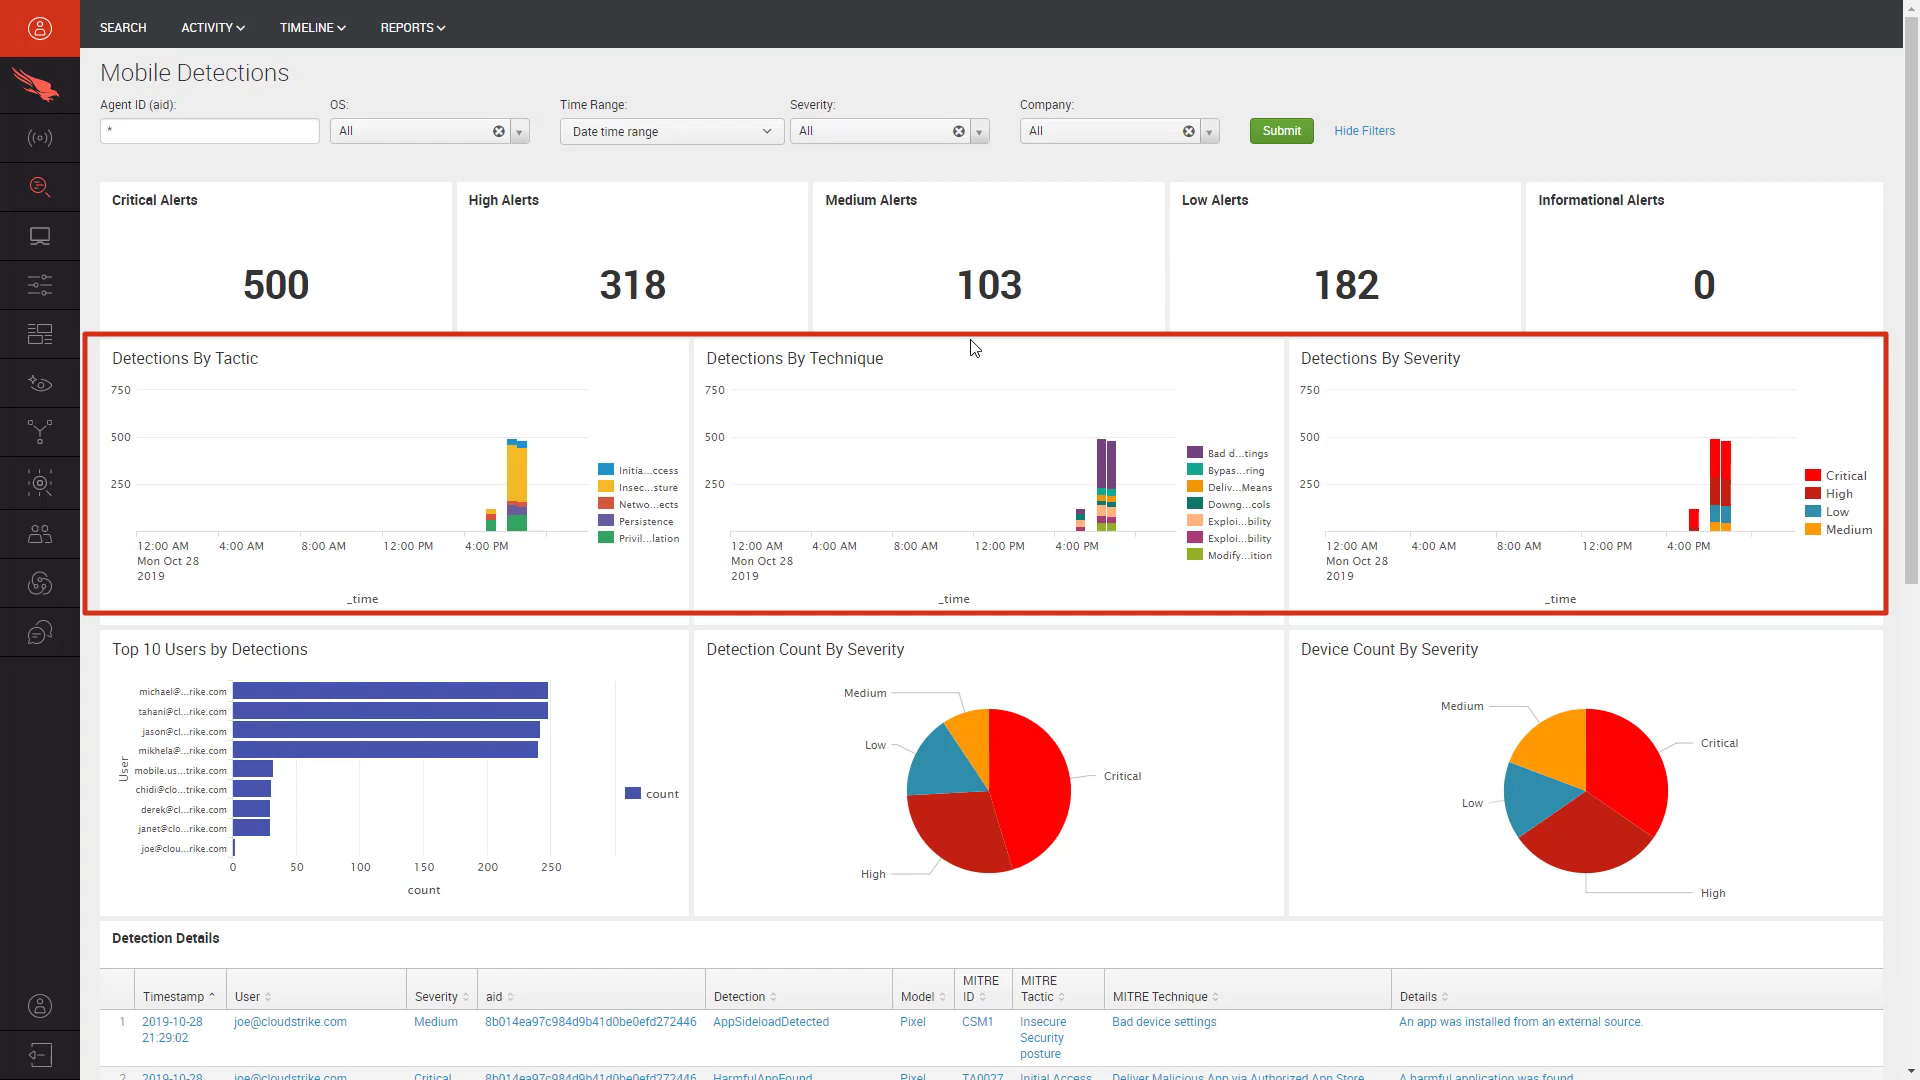 SEARCH ACTIVITY TIMELINE REPORTS
Mobile Detections
Agent ID (aid): OS: Time Range: Severity: Company:
* All Date time range All All Submit Hide Filters
Critical Alerts High Alerts Medium Alerts Low Alerts Informational Alerts
500 318 103 182 0
Detections By Tactic
750
500
250
12:00 AM 4:00 AM 8:00 AM 12:00 PM 4:00 PM
Mon Oct 28
2019
_time
Initia...ccess
Insec...sture
Netwo...ects
Persistence
Privil...lation
Detections By Technique
750
500
250
12:00 AM 4:00 AM 8:00 AM 12:00 PM 4:00 PM
Mon Oct 28
2019
_time
Bad d...tings
Bypas...ring
Deliv...Means
Downg...cols
Exploi...bility
Exploi...bility
Modify...ition
Detections By Severity
750
500
250
12:00 AM 4:00 AM 8:00 AM 12:00 PM 4:00 PM
Mon Oct 28
2019
_time
Critical
High
Low
Medium
Top 10 Users by Detections
User
michael@...rike.com
tahani@cl...rike.com
jason@cl...rike.com
mikhela@...rike.com
mobile.us...trike.com
chidi@clo...trike.com
derek@cl...rike.com
janet@clo...rike.com
joe@clou...rike.com
0 50 100 150 200 250
count
count
Detection Count By Severity
Medium
Low
Critical
High
Device Count By Severity
Medium
Critical
Low
High
Detection Details
Timestamp User Severity aid Detection Model MITRE ID MITRE Tactic MITRE Technique Details
1 2019-10-28 21:29:02 joe@cloudstrike.com Medium 8b014ea97c984d9b41d0be0efd272446 AppSideloadDetected Pixel CSM1 Insecure Security posture Bad device settings An app was installed from an external source.
2 2019-10-28 joe@cloudstrike.com Critical 8b014ea97c984d9b41d0be0efd272446 HarmfulAppFound Pixel TA0027 Initial Access Deliver Malicious App via Authorized App Store A harmful application was found